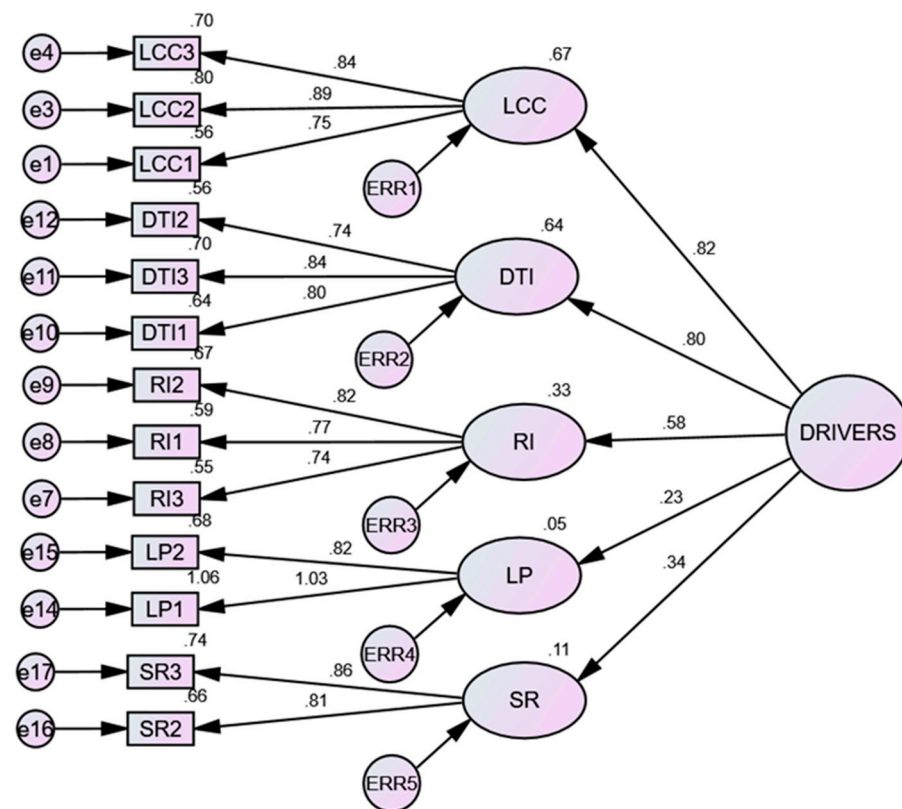 .70
e4 LCC3
.84 .67
.80
e3 LCC2 .89 LCC
.56 .75
e1 LCC1
ERR1
.56
e12 DTI2
.74 .64 .82
.70
e11 DTI3 .84 DTI
.64 .80
e10 DTI1
ERR2 .80
.67
e9 RI2
.82 .33
.59
e8 RI1 .77 RI .58 DRIVERS
.55 .74
e7 RI3
ERR3
.68 .23
e15 LP2 .82 .05
LP
1.06 1.03 .34
e14 LP1
ERR4
.74
e17 SR3 .86 .11
.66 .81 SR
e16 SR2
ERR5